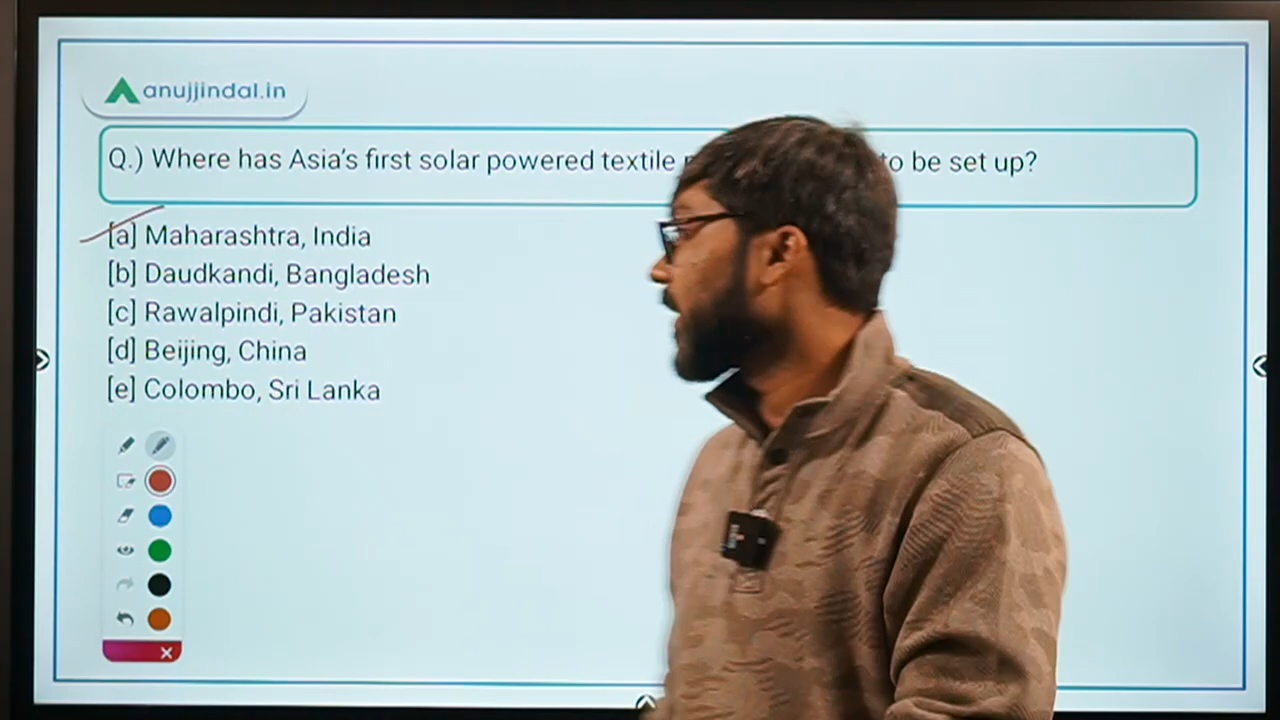 anujjindal.in
Q.) Where has Asia's first solar powered textile to be set up?
[a] Maharashtra, India
[b] Daudkandi, Bangladesh
[c] Rawalpindi, Pakistan
[d] Beijing, China
[e] Colombo, Sri Lanka